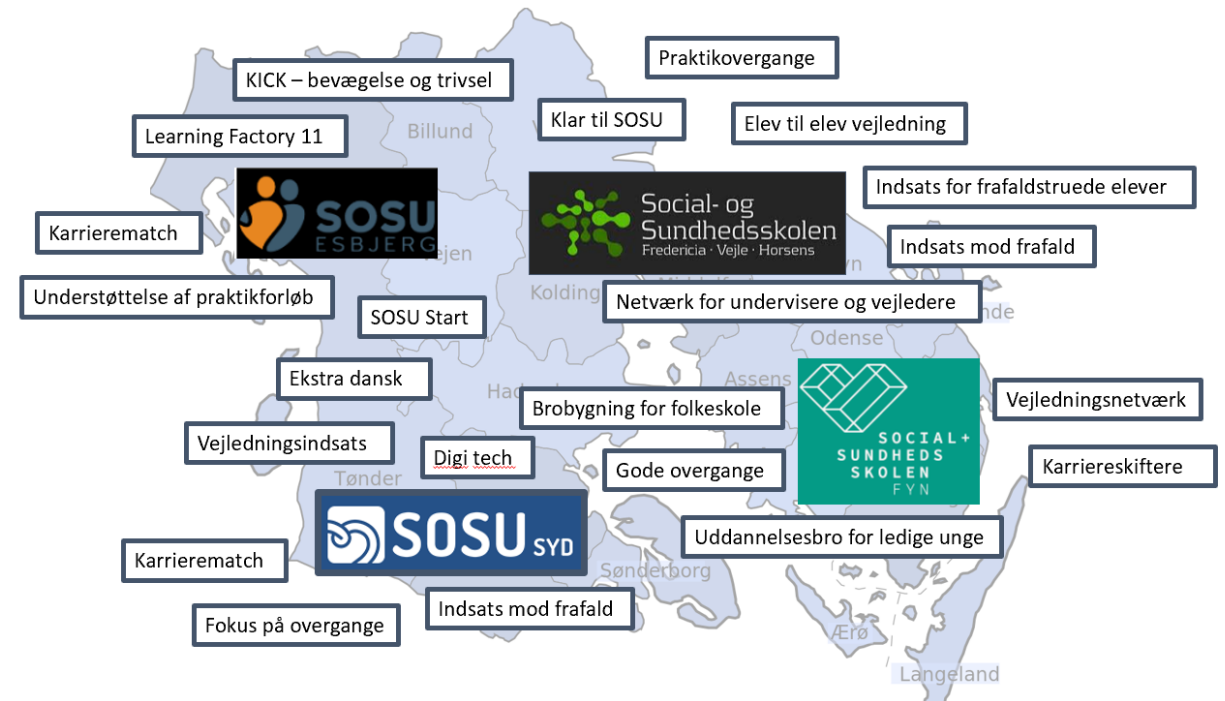 Praktikovergange
KICK – bevægelse og trivsel
Klar til SOSU
Elev til elev vejledning
Learning Factory 11
Billund
Indsats for frafaldstruede elever
SOSU
ESBJERG
Social- og
Sundhedsskolen
Fredericia · Vejle · Horsens
Karrierematch
Indsats mod frafald
Understøttelse af praktikforløb
Kolding
Netværk for undervisere og vejledere
SOSU Start
Odense
Ekstra dansk
Assens
Brobygning for folkeskole
Vejledningsnetværk
Vejledningsindsats
SOCIAL+
SUNDHEDS
SKOLEN
FYN
Digi tech
Gode overgange
Karriereskiftere
Tønder
SOSU SYD
Uddannelsesbro for ledige unge
Karrierematch
Sønderborg
Indsats mod frafald
Fokus på overgange
Ærø
Langeland